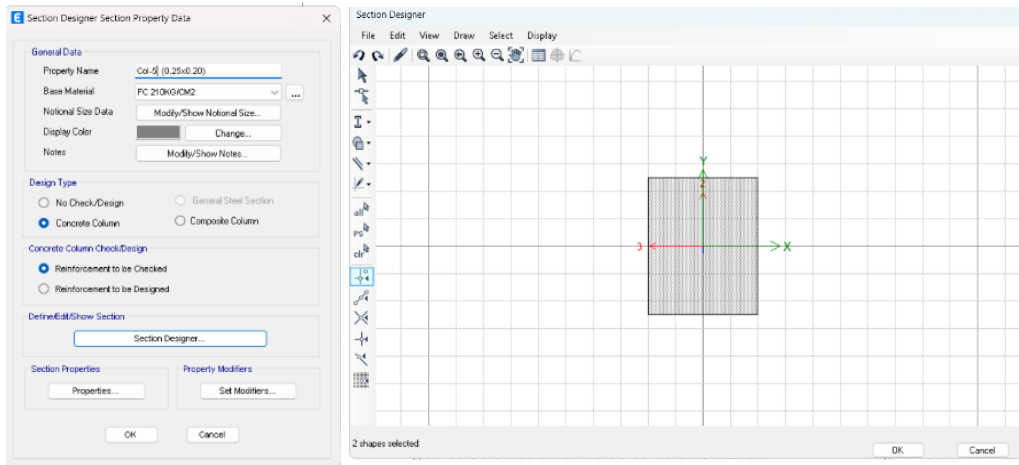 E Section Designer Section Property Data
General Data
Property Name Col-5 (0.25x0.20)
Base Material FC 210KG/CM2 ...
Notional Size Data Modify/Show Notional Size...
Display Color Change...
Notes Modify/Show Notes...
Design Type
No Check/Design General Steel Section
Concrete Column Composite Column
Concrete Column Check/Design
Reinforcement to be Checked
Reinforcement to be Designed
Define/Edit/Show Section
Section Designer...
Section Properties Property Modifiers
Properties... Set Modifiers...
OK Cancel
Section Designer
File Edit View Draw Select Display
all
PS
clr
Y
2
3
X
2 shapes selected
OK Cancel